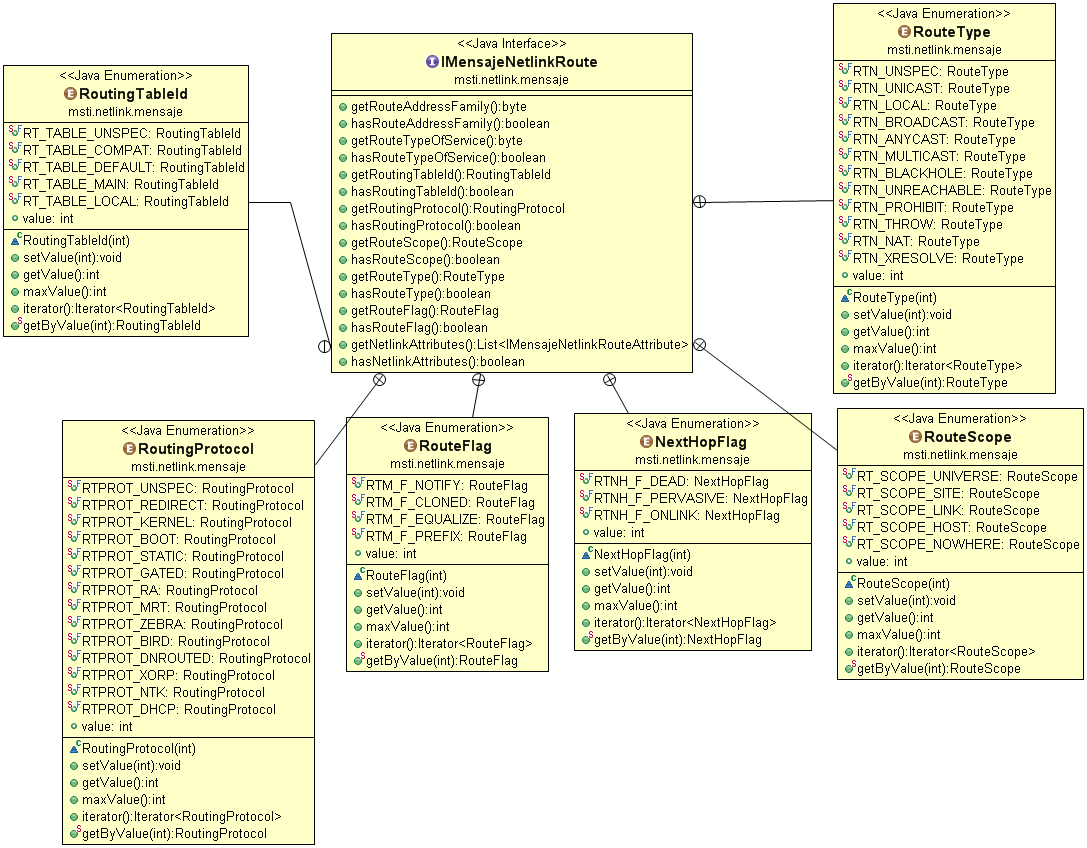 <<Java Enumeration>>
RoutingTableId
msti.netlink.mensaje
RT_TABLE_UNSPEC: RoutingTableId
RT_TABLE_COMPAT: RoutingTableId
RT_TABLE_DEFAULT: RoutingTableId
RT_TABLE_MAIN: RoutingTableId
RT_TABLE_LOCAL: RoutingTableId
value: int
RoutingTableId(int)
setValue(int):void
getValue():int
maxValue():int
iterator():Iterator<RoutingTableId>
getByValue(int):RoutingTableId
<<Java Interface>>
IMensajeNetlinkRoute
msti.netlink.mensaje
getRouteAddressFamily():byte
hasRouteAddressFamily():boolean
getRouteTypeOfService():byte
hasRouteTypeOfService():boolean
getRoutingTableId():RoutingTableId
hasRoutingTableId():boolean
getRoutingProtocol():RoutingProtocol
hasRoutingProtocol():boolean
getRouteScope():RouteScope
hasRouteScope():boolean
getRouteType():RouteType
hasRouteType():boolean
getRouteFlag():RouteFlag
hasRouteFlag():boolean
getNetlinkAttributes():List<IMensajeNetlinkRouteAttribute>
hasNetlinkAttributes():boolean
<<Java Enumeration>>
RouteType
msti.netlink.mensaje
RTN_UNSPEC: RouteType
RTN_UNICAST: RouteType
RTN_LOCAL: RouteType
RTN_BROADCAST: RouteType
RTN_ANYCAST: RouteType
RTN_MULTICAST: RouteType
RTN_BLACKHOLE: RouteType
RTN_UNREACHABLE: RouteType
RTN_PROHIBIT: RouteType
RTN_THROW: RouteType
RTN_NAT: RouteType
RTN_XRESOLVE: RouteType
value: int
RouteType(int)
setValue(int):void
getValue():int
maxValue():int
iterator():Iterator<RouteType>
getByValue(int):RouteType
<<Java Enumeration>>
RoutingProtocol
msti.netlink.mensaje
RTPROT_UNSPEC: RoutingProtocol
RTPROT_REDIRECT: RoutingProtocol
RTPROT_KERNEL: RoutingProtocol
RTPROT_BOOT: RoutingProtocol
RTPROT_STATIC: RoutingProtocol
RTPROT_GATED: RoutingProtocol
RTPROT_RA: RoutingProtocol
RTPROT_MRT: RoutingProtocol
RTPROT_ZEBRA: RoutingProtocol
RTPROT_BIRD: RoutingProtocol
RTPROT_DNROUTED: RoutingProtocol
RTPROT_XORP: RoutingProtocol
RTPROT_NTK: RoutingProtocol
RTPROT_DHCP: RoutingProtocol
value: int
RoutingProtocol(int)
setValue(int):void
getValue():int
maxValue():int
iterator():Iterator<RoutingProtocol>
getByValue(int):RoutingProtocol
<<Java Enumeration>>
RouteFlag
msti.netlink.mensaje
RTM_F_NOTIFY: RouteFlag
RTM_F_CLONED: RouteFlag
RTM_F_EQUALIZE: RouteFlag
RTM_F_PREFIX: RouteFlag
value: int
RouteFlag(int)
setValue(int):void
getValue():int
maxValue():int
iterator():Iterator<RouteFlag>
getByValue(int):RouteFlag
<<Java Enumeration>>
NextHopFlag
msti.netlink.mensaje
RTNH_F_DEAD: NextHopFlag
RTNH_F_PERVASIVE: NextHopFlag
RTNH_F_ONLINK: NextHopFlag
value: int
NextHopFlag(int)
setValue(int):void
getValue():int
maxValue():int
iterator():Iterator<NextHopFlag>
getByValue(int):NextHopFlag
<<Java Enumeration>>
RouteScope
msti.netlink.mensaje
RT_SCOPE_UNIVERSE: RouteScope
RT_SCOPE_SITE: RouteScope
RT_SCOPE_LINK: RouteScope
RT_SCOPE_HOST: RouteScope
RT_SCOPE_NOWHERE: RouteScope
value: int
RouteScope(int)
setValue(int):void
getValue():int
maxValue():int
iterator():Iterator<RouteScope>
getByValue(int):RouteScope